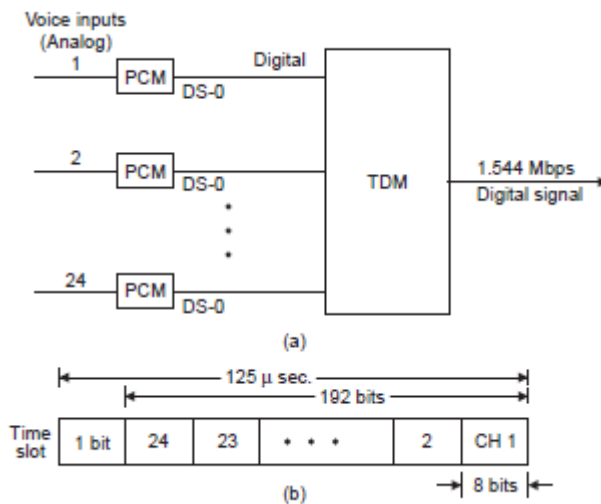 Voice inputs
(Analog)
1
PCM
DS-0
Digital
2
PCM
DS-0
TDM
1.544 Mbps
Digital signal
24
PCM
DS-0
(a)
125 μ sec.
192 bits
Time
slot
1 bit
24
23
• • •
2
CH 1
(b)
8 bits